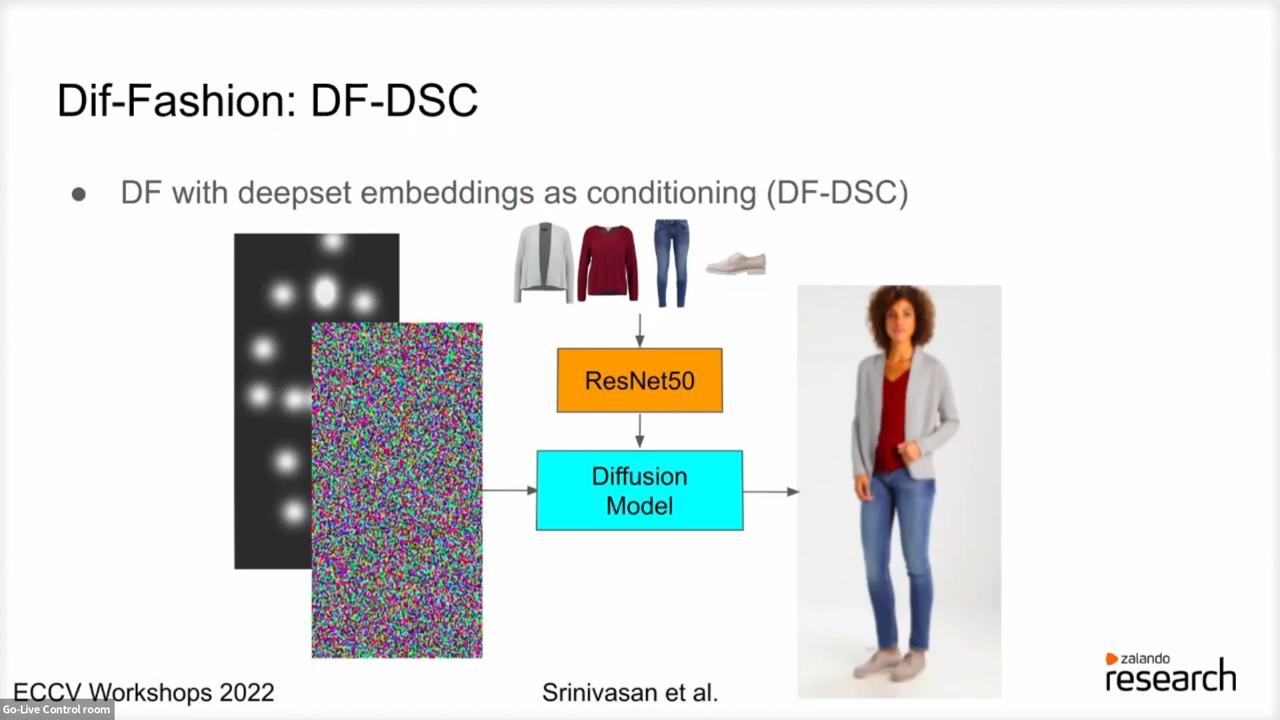 Dif-Fashion: DF-DSC
● DF with deepset embeddings as conditioning (DF-DSC)
ResNet50
Diffusion
Model
zalando
research
ECCV Workshops 2022
Srinivasan et al.
Go-Live Control room